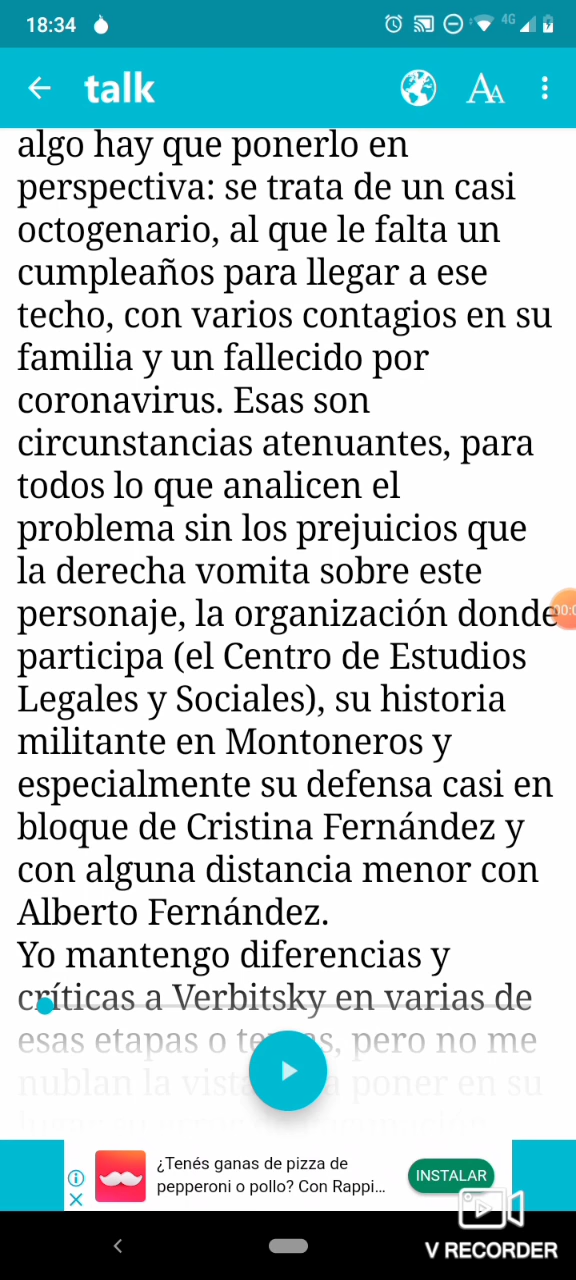 18:34
4G
talk
AA
algo hay que ponerlo en
perspectiva: se trata de un casi
octogenario, al que le falta un
cumpleaños para llegar a ese
techo, con varios contagios en su
familia y un fallecido por
coronavirus. Esas son
circunstancias atenuantes, para
todos lo que analicen el
problema sin los prejuicios que
la derecha vomita sobre este
personaje, la organización donde
participa (el Centro de Estudios
Legales y Sociales), su historia
militante en Montoneros y
especialmente su defensa casi en
bloque de Cristina Fernández y
con alguna distancia menor con
Alberto Fernández.
Yo mantengo diferencias y
críticas a Verbitsky en varias de
esas etapas o pero no me
nublan la poner en su
¿Tenés ganas de pizza de
pepperoni o pollo? Con Rappi...
INSTALAR
V RECORDER